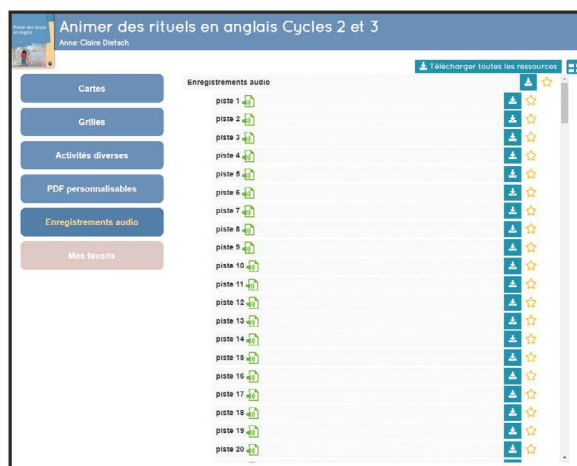 Animer des rituels en anglais Cycles 2 et 3
Anne-Claire Dietsch
Télécharger toutes les ressources
Cartes
Grilles
Activités diverses
PDF personnalisables
Enregistrements audio
Mes favoris
Enregistrements audio
piste 1
piste 2
piste 3
piste 4
piste 5
piste 6
piste 7
piste 8
piste 9
piste 10
piste 11
piste 12
piste 13
piste 14
piste 15
piste 16
piste 17
piste 18
piste 19
piste 20